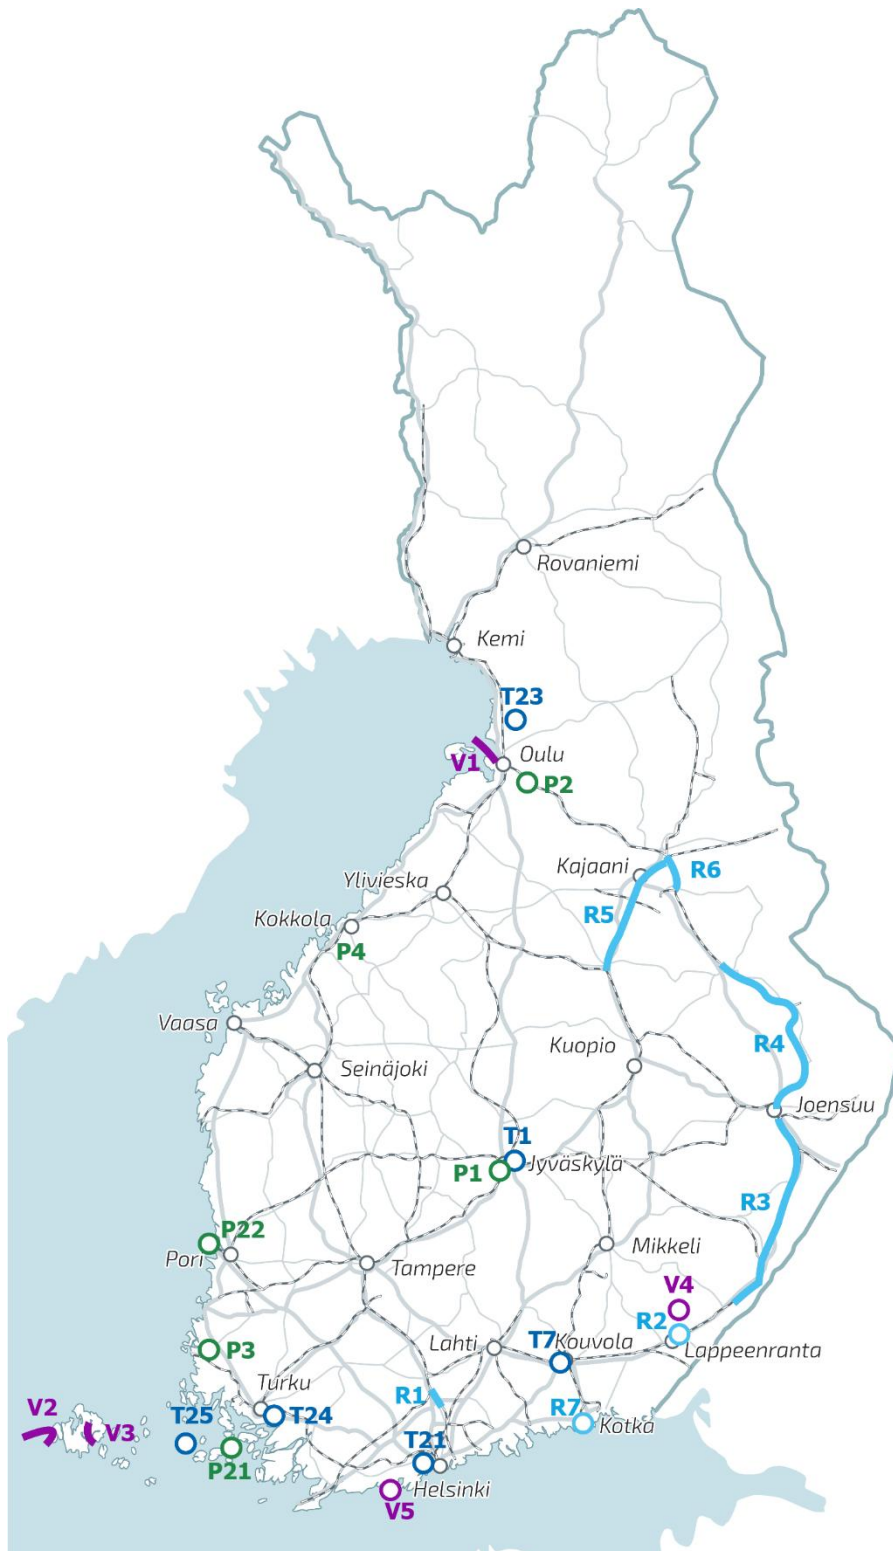 Rovaniemi
Kemi
T23
Oulu
V1
P2
Kajaani
R6
Ylivieska
R5
Kokkola
P4
Vaasa
R4
Kuopio
Seinäjoki
Joensuu
T1
Jyväskylä
P1
R3
P22
Mikkeli
Pori
Tampere
V4
R2
Lahti
T7
Kouvola
P3
Lappeenranta
Turku
R1
V2
T24
R7
V3
T25
Kotka
T21
P21
Helsinki
V5